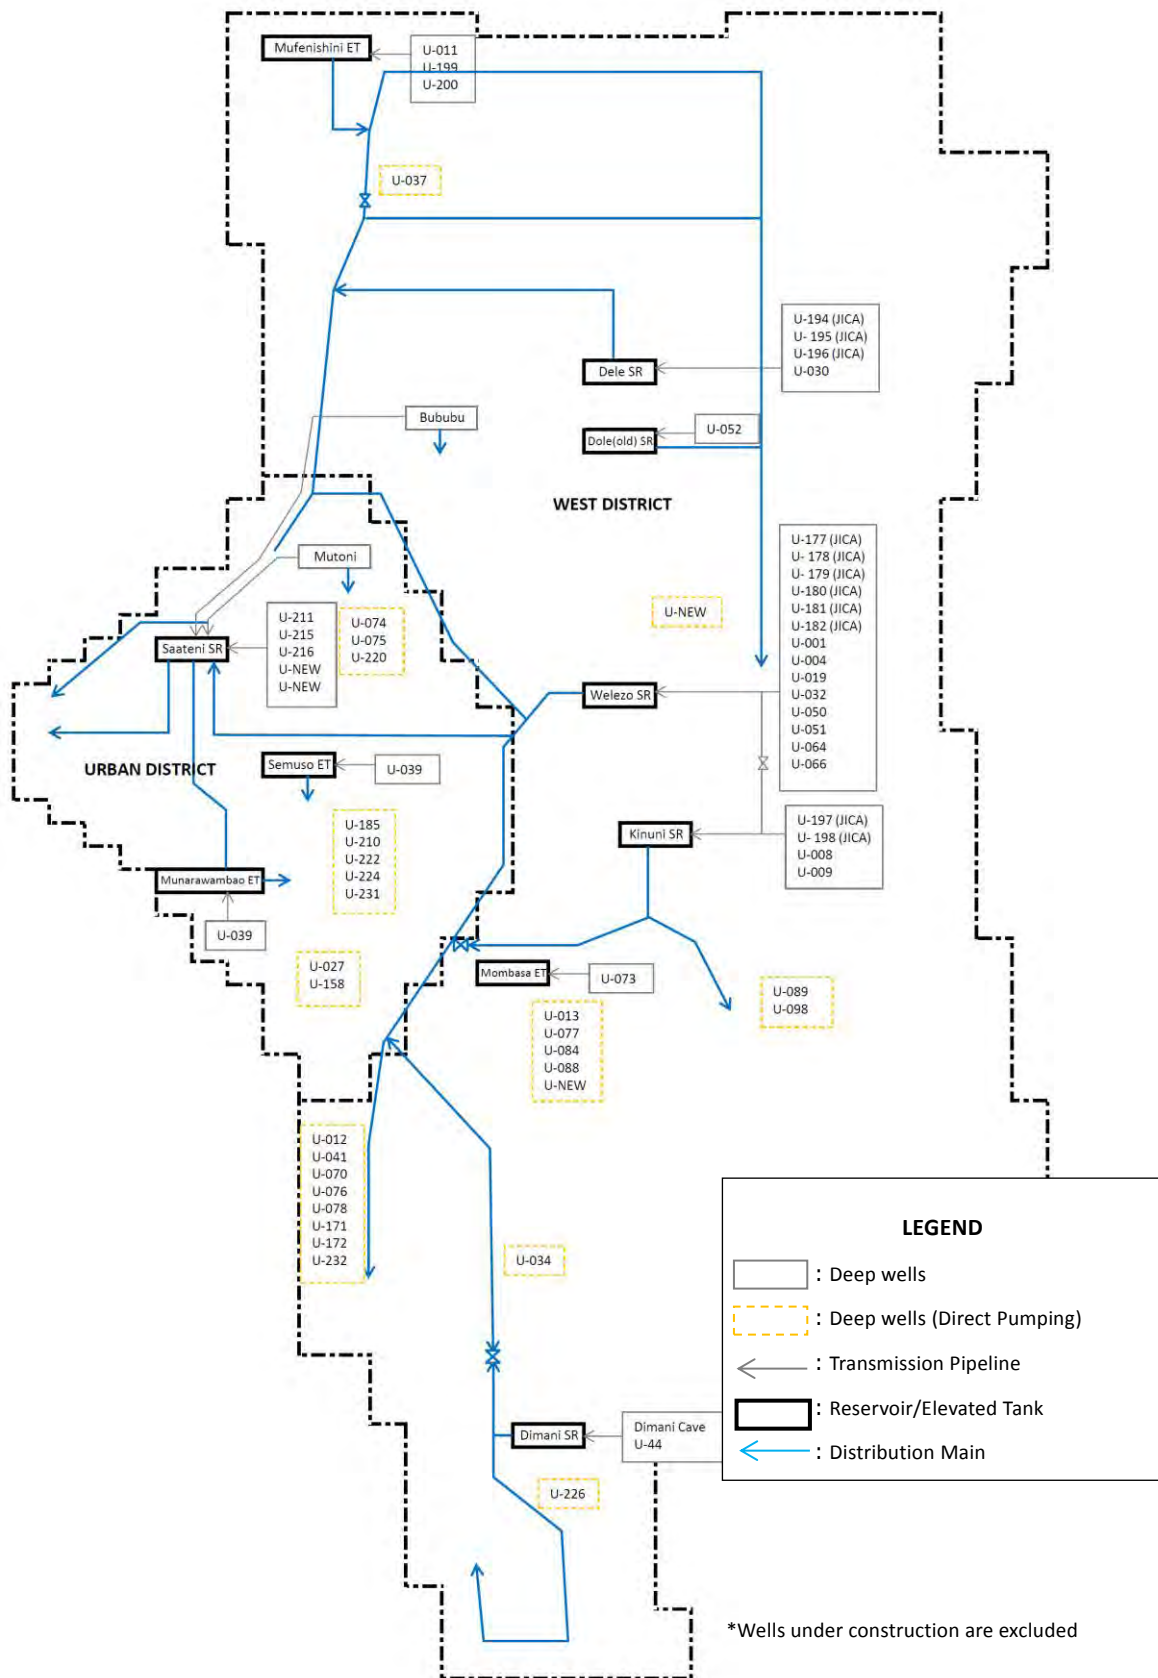 Mufenishini ET
U-011
U-199
U-200
U-037
U-194 (JICA)
U- 195 (JICA)
U-196 (JICA)
U-030
Dele SR
Bububu
U-052
Dole(old) SR
WEST DISTRICT
U-177 (JICA)
U- 178 (JICA)
U- 179 (JICA)
U-180 (JICA)
U-181 (JICA)
U-182 (JICA)
U-001
U-004
U-019
U-032
U-050
U-051
U-064
U-066
Mutoni
U-NEW
U-211
U-215
U-216
U-NEW
U-NEW
U-074
U-075
U-220
Saateni SR
Welezo SR
URBAN DISTRICT
Semuso ET
U-039
U-197 (JICA)
U- 198 (JICA)
U-008
U-009
Kinuni SR
U-185
U-210
U-222
U-224
U-231
Munarawambao ET
U-039
U-027
U-158
Mombasa ET
U-073
U-089
U-098
U-013
U-077
U-084
U-088
U-NEW
U-012
U-041
U-070
U-076
U-078
U-171
U-172
U-232
U-034
LEGEND
: Deep wells
: Deep wells (Direct Pumping)
: Transmission Pipeline
: Reservoir/Elevated Tank
: Distribution Main
Dimani SR
Dimani Cave
U-44
U-226
*Wells under construction are excluded